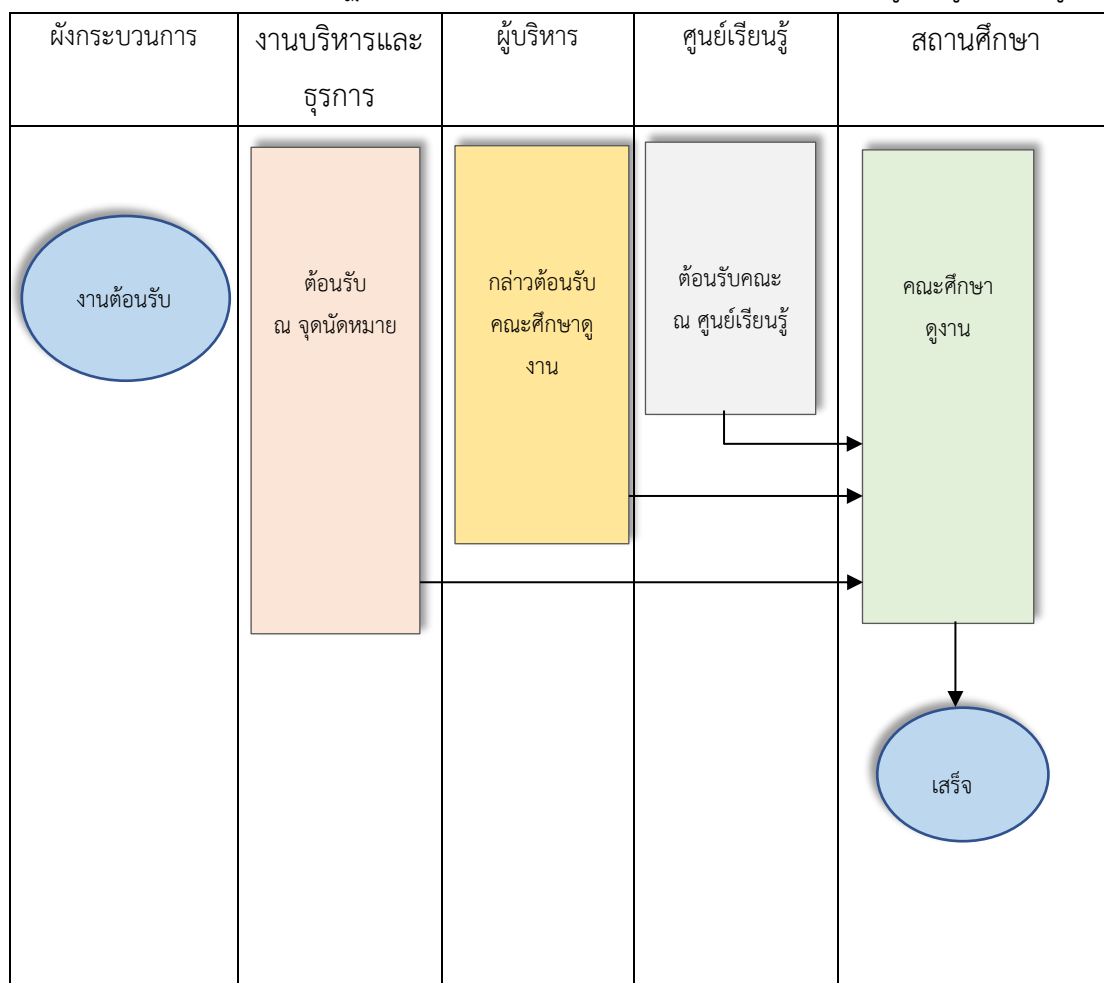 ผังกระบวนการ
งานบริหารและ
ธุรการ
ผู้บริหาร
ศูนย์เรียนรู้
สถานศึกษา
งานต้อนรับ
ต้อนรับ
ณ จุดนัดหมาย
กล่าวต้อนรับ
คณะศึกษาดู
งาน
ต้อนรับคณะ
ณ ศูนย์เรียนรู้
คณะศึกษา
ดูงาน
เสร็จ